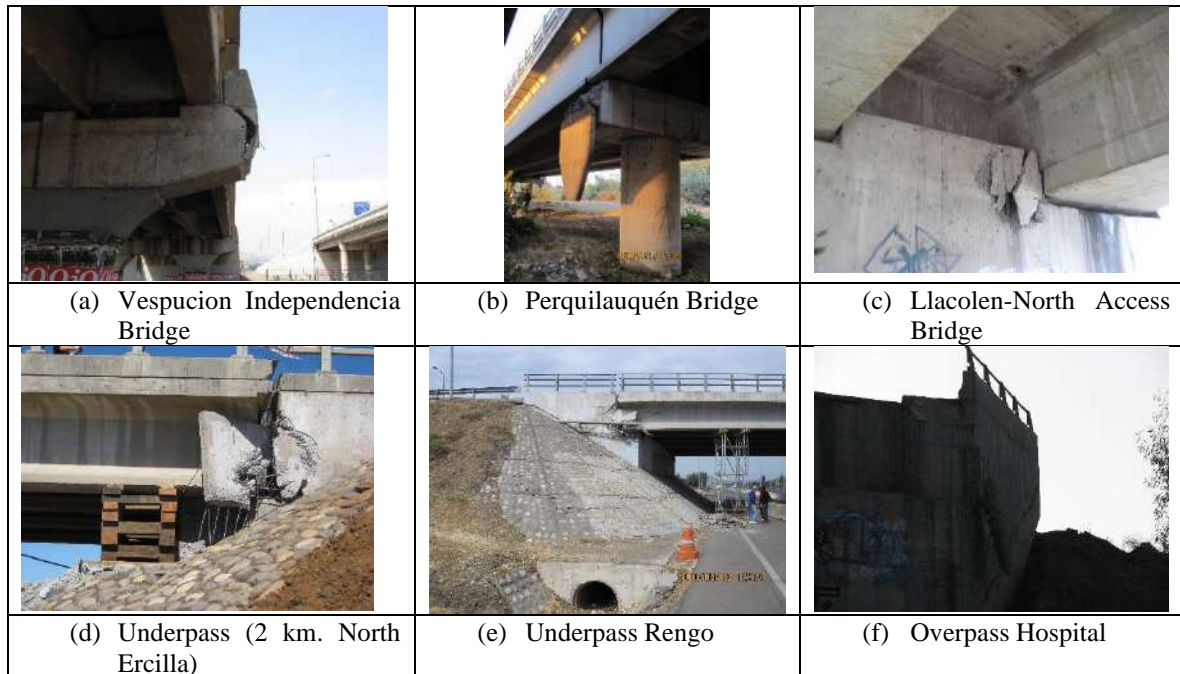 (a) Vespucion Independencia
Bridge
(b) Perquilauquén Bridge
(c) Llacolen-North Access
Bridge
(d) Underpass (2 km. North
Ercilla)
(e) Underpass Rengo
(f) Overpass Hospital